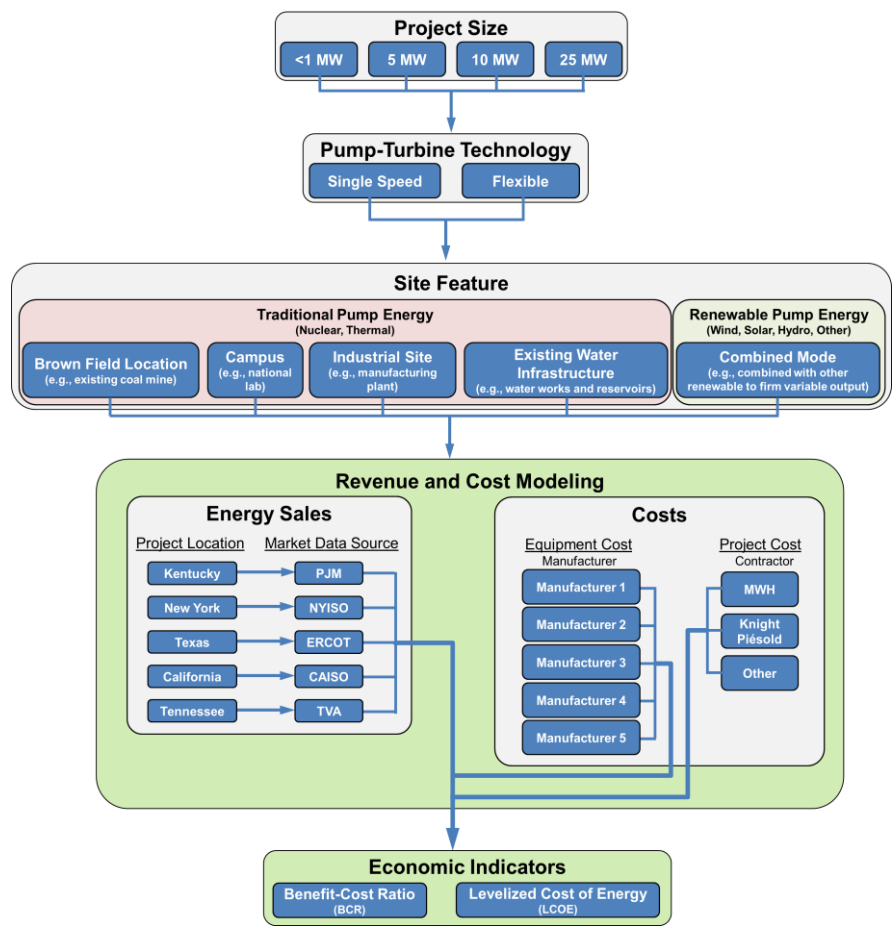 Project Size
<1 MW
5 MW
10 MW
25 MW
Pump-Turbine Technology
Single Speed
Flexible
Site Feature
Traditional Pump Energy
(Nuclear, Thermal)
Brown Field Location
(e.g., existing coal mine)
Campus
(e.g., national
lab)
Industrial Site
(e.g., manufacturing
plant)
Existing Water
Infrastructure
(e.g., water works and reservoirs)
Renewable Pump Energy
(Wind, Solar, Hydro, Other)
Combined Mode
(e.g., combined with other
renewable to firm variable output)
Revenue and Cost Modeling
Energy Sales
Project Location
Market Data Source
Kentucky
PJM
New York
NYISO
Texas
ERCOT
California
CAISO
Tennessee
TVA
Costs
Equipment Cost
Manufacturer
Manufacturer 1
Manufacturer 2
Manufacturer 3
Manufacturer 4
Manufacturer 5
Project Cost
Contractor
MWH
Knight
Piésold
Other
Economic Indicators
Benefit-Cost Ratio
(BCR)
Levelized Cost of Energy
(LCOE)